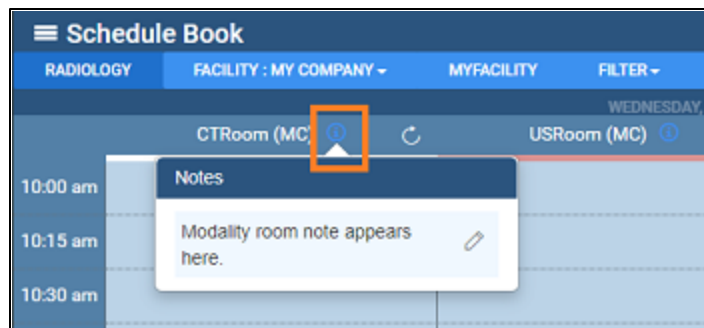 Schedule Book
RADIOLOGY FACILITY : MY COMPANY MYFACILITY FILTER
WEDNESDAY,
CTRoom (MC) USRoom (MC)
Notes
10:00 am
Modality room note appears
10:15 am
here.
10:30 am